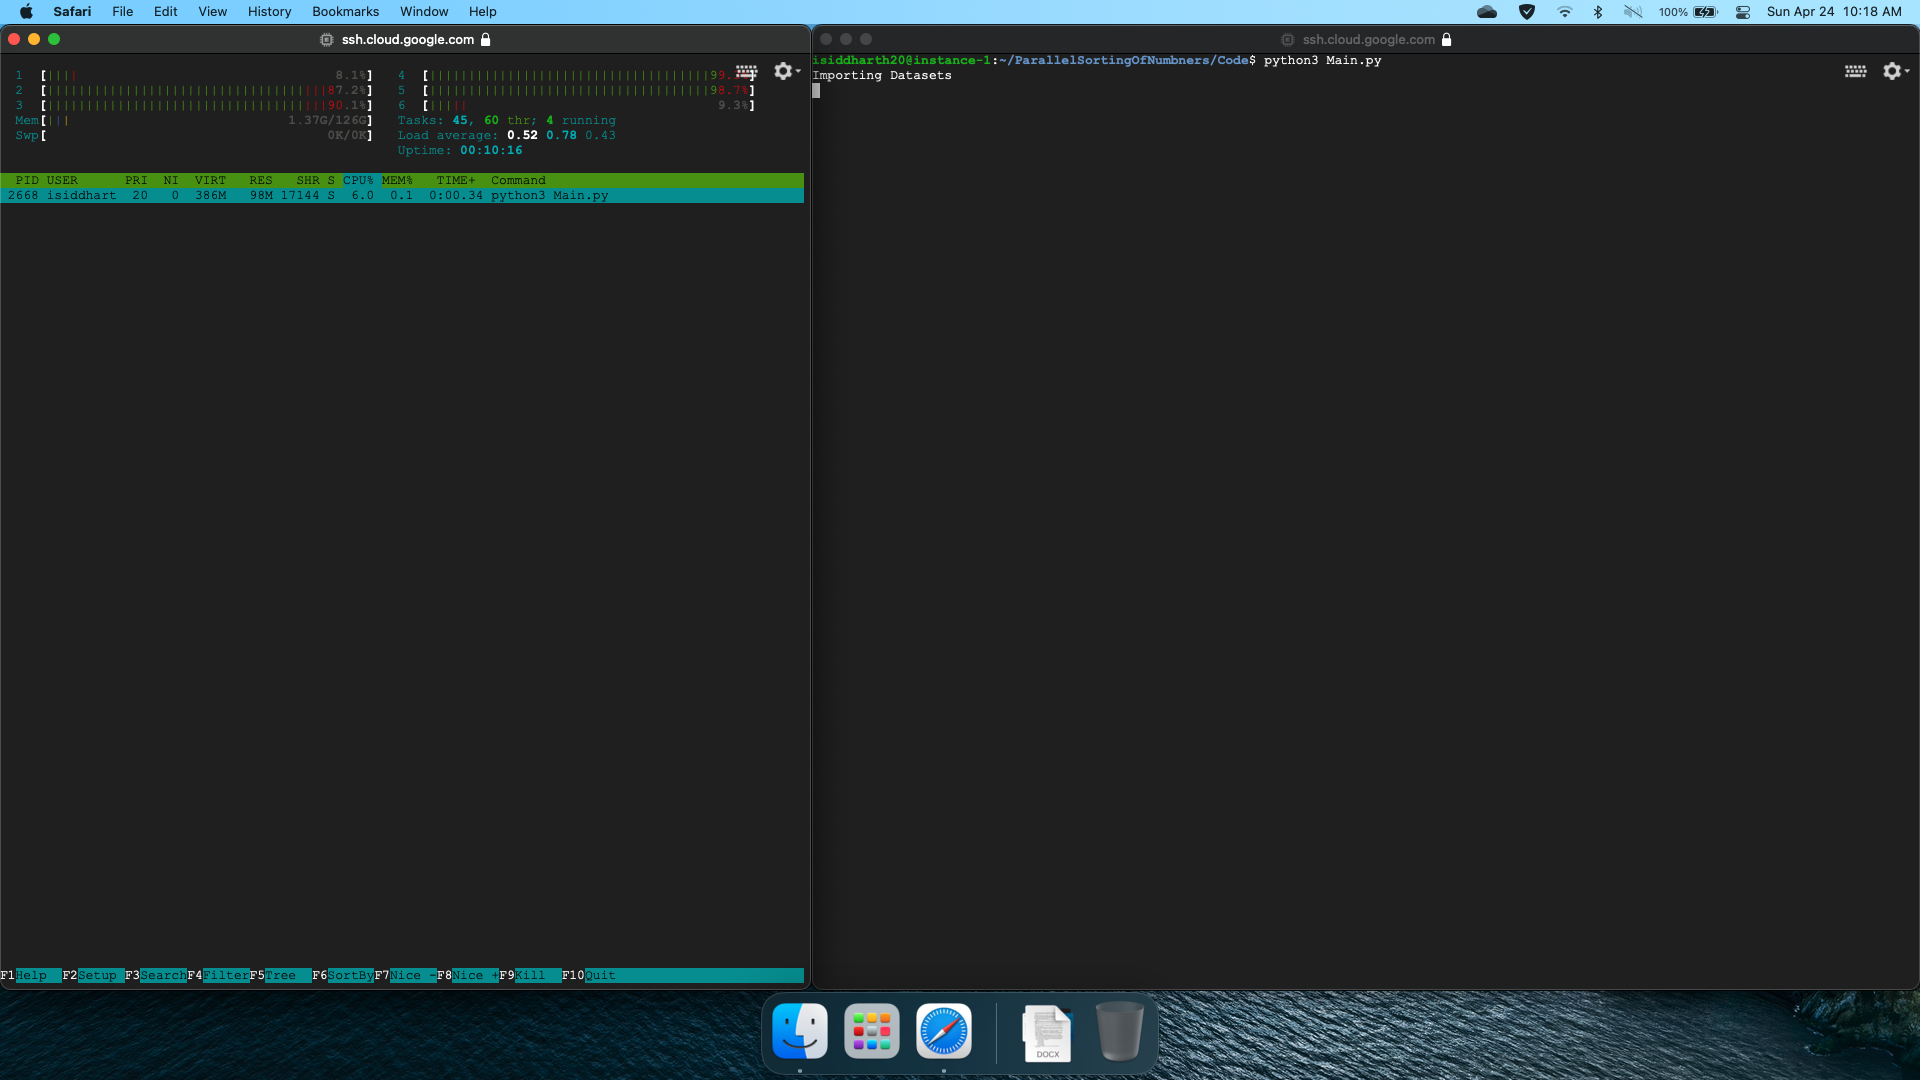 Safari File Edit View History Bookmarks Window Help 100% Sun Apr 24 10:18 AM
ssh.cloud.google.com
1 [|||| 8.1%] 4 [||||||||||||||||||||||||||||||||||||99.
2 [||||||||||||||||||||||||||||||||||||87.2%] 5 [||||||||||||||||||||||||||||||||||||98.7%]
3 [||||||||||||||||||||||||||||||||||||90.1%] 6 [||||| 9.3%]
Mem[||| 1.37G/126G] Tasks: 45, 60 thr; 4 running
Swp[ 0K/0K] Load average: 0.52 0.78 0.43
Uptime: 00:10:16
PID USER PRI NI VIRT RES SHR S CPU% MEM% TIME+ Command
2668 isiddhart 20 0 386M 98M 17144 S 6.0 0.1 0:00.34 python3 Main.py
F1Help F2Setup F3SearchF4FilterF5Tree F6SortByF7Nice -F8Nice +F9Kill F10Quit
ssh.cloud.google.com
isiddharth20@instance-1:~/ParallelSortingOfNumbners/Code$ python3 Main.py
Importing Datasets
DOCX